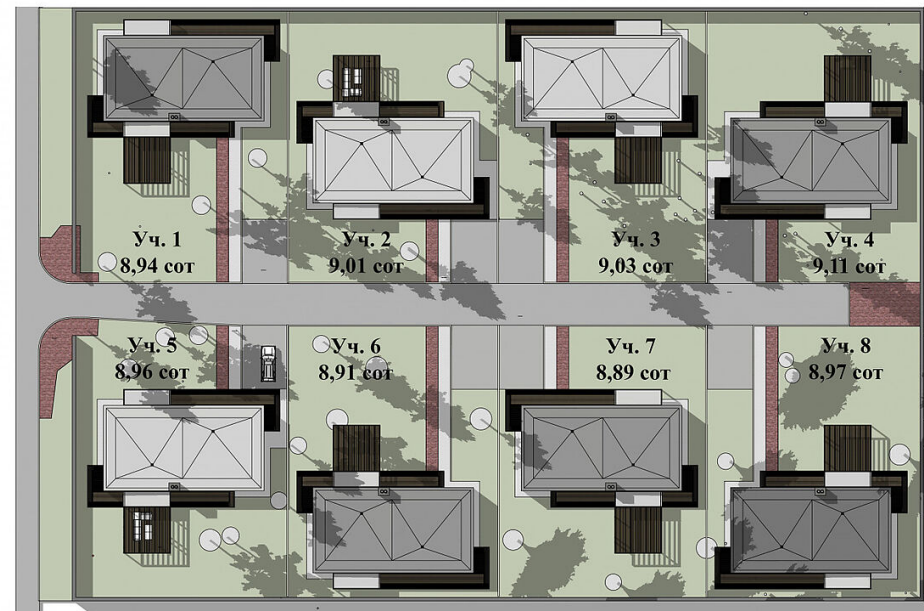 Уч. 1
8,94 сот
Уч. 2
9,01 сот
Уч. 3
9,03 сот
Уч. 4
9,11 сот
Уч. 5
8,96 сот
Уч. 6
8,91 сот
Уч. 7
8,89 сот
Уч. 8
8,97 сот